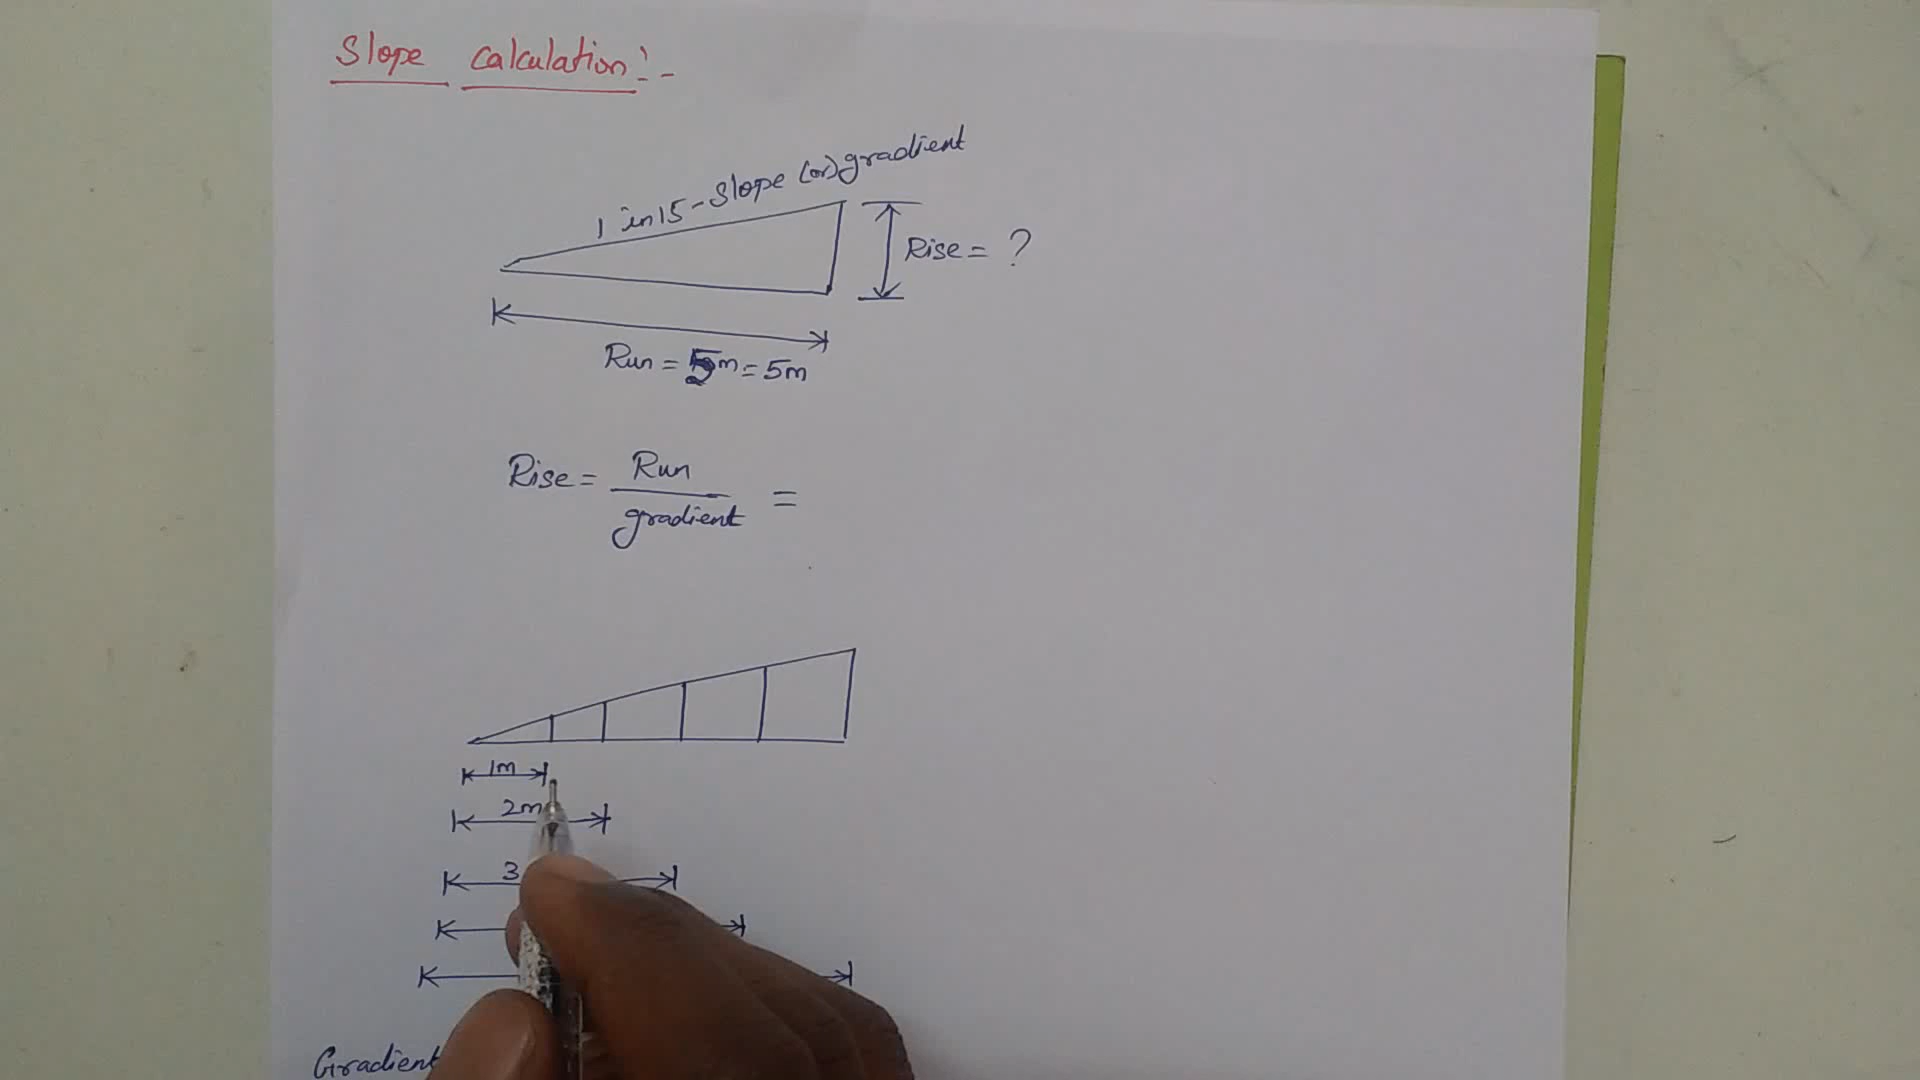 Slope calculation:-
1 in 15 - Slope (or) gradient
Rise = ?
Run = 5m = 5m
Rise = Run / gradient =
1m
2m
3
Gradient